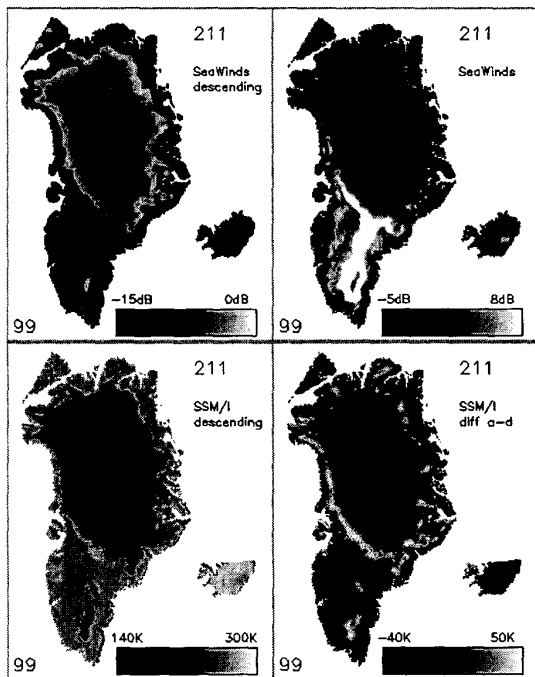 211
SeaWinds
descending
−15dB 0dB
99
211
SeaWinds
−5dB 8dB
99
211
SSM/I
descending
140K 300K
99
211
SSM/I
diff a−d
−40K 50K
99